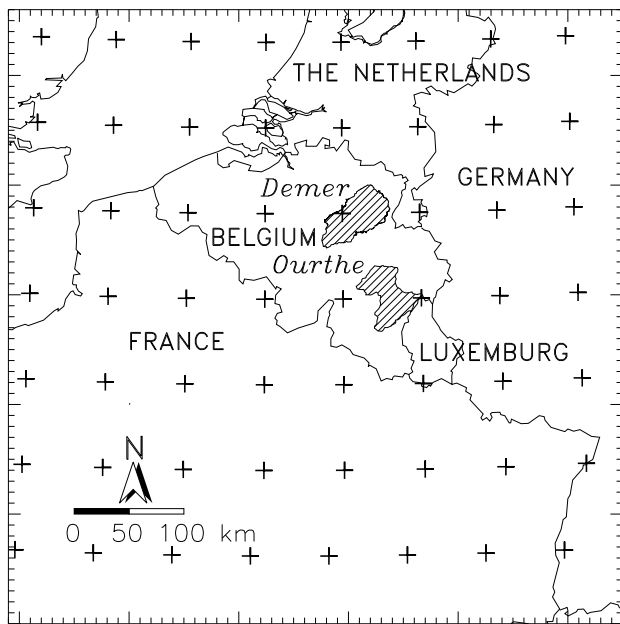 THE NETHERLANDS
GERMANY
Demer
BELGIUM
Ourthe
FRANCE
LUXEMBURG
N
0 50 100 km